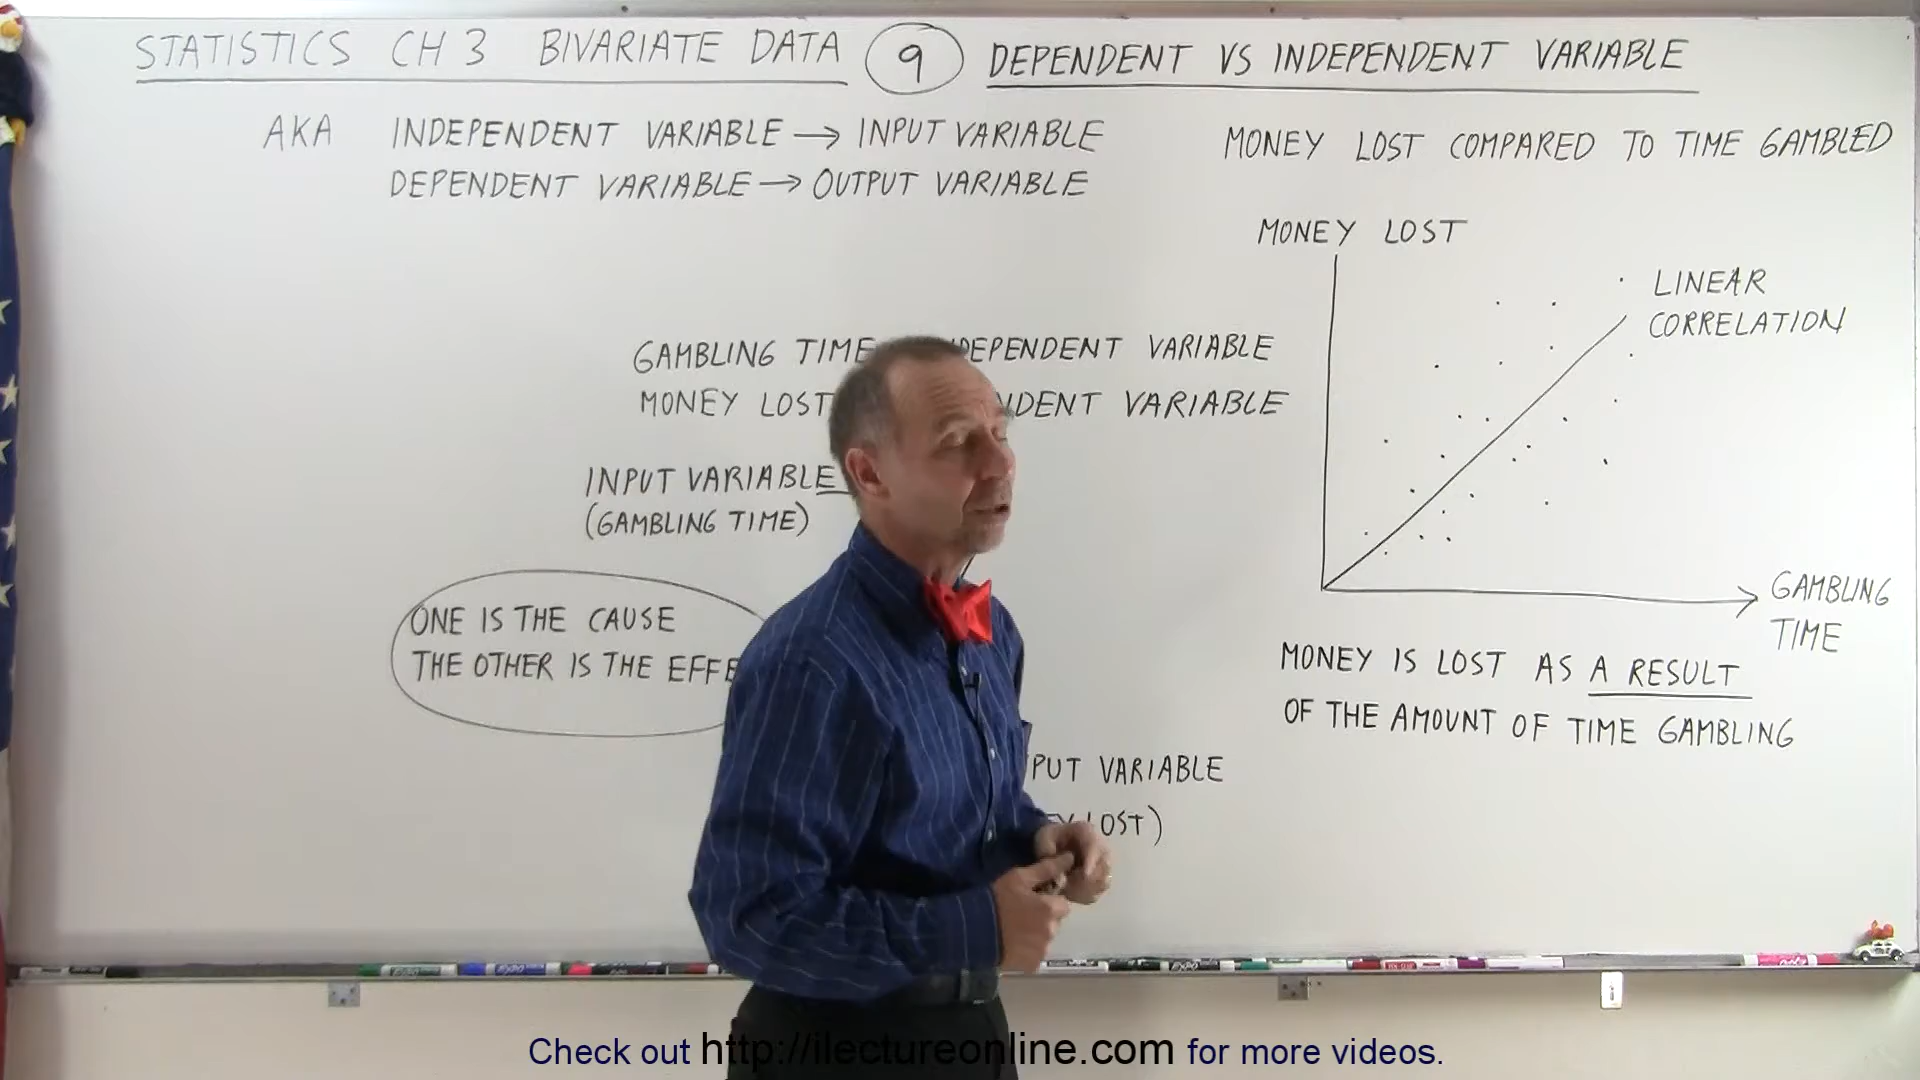 STATISTICS CH 3 BIVARIATE DATA 9 DEPENDENT VS INDEPENDENT VARIABLE
AKA INDEPENDENT VARIABLE → INPUT VARIABLE
DEPENDENT VARIABLE → OUTPUT VARIABLE
GAMBLING TIME DEPENDENT VARIABLE
MONEY LOST NDENT VARIABLE
INPUT VARIABLE
(GAMBLING TIME)
ONE IS THE CAUSE
THE OTHER IS THE EFFE
PUT VARIABLE
EY LOST)
MONEY LOST COMPARED TO TIME GAMBLED
MONEY LOST
LINEAR
CORRELATION
GAMBLING
TIME
MONEY IS LOST AS A RESULT
OF THE AMOUNT OF TIME GAMBLING
Check out http://ilectureonline.com for more videos.